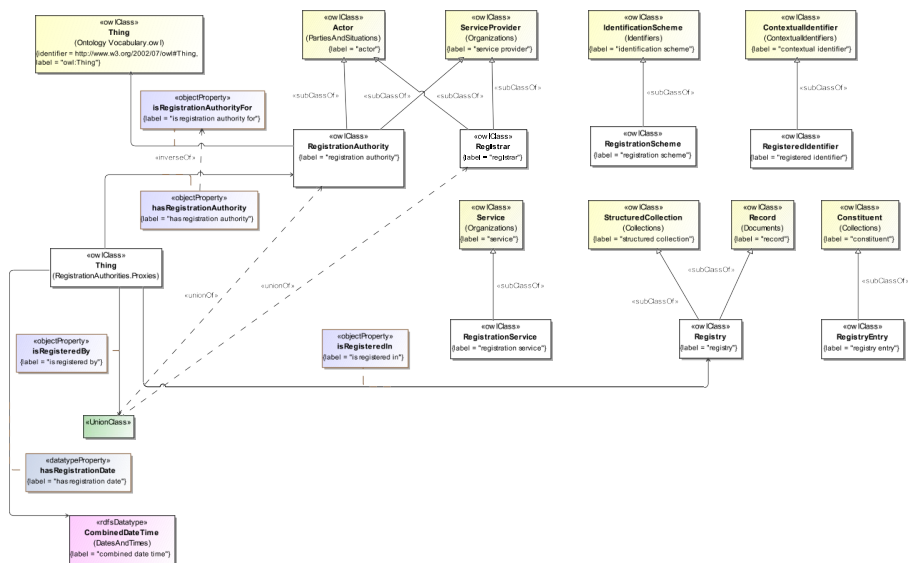 «owlClass»
Thing
(Ontology Vocabulary.owl)
{identifier = http://www.w3.org/2002/07/owl#Thing,
label = "owl:Thing"}
«owlClass»
Actor
(PartiesAndSituations)
{label = "actor"}
«owlClass»
ServiceProvider
(Organizations)
{label = "service provider"}
«owlClass»
IdentificationScheme
(Identifiers)
{label = "identification scheme"}
«owlClass»
ContextualIdentifier
(ContextualIdentifiers)
{label = "contextual identifier"}
«objectProperty»
isRegistrationAuthorityFor
{label = "is registration authority for"}
«subClassOf»
«subClassOf»
«subClassOf»
«subClassOf»
«subClassOf»
«subClassOf»
«inverseOf»
«owlClass»
RegistrationAuthority
{label = "registration authority"}
«owlClass»
Registrar
{label = "registrar"}
«owlClass»
RegistrationScheme
{label = "registration scheme"}
«owlClass»
RegisteredIdentifier
{label = "registered identifier"}
«objectProperty»
hasRegistrationAuthority
{label = "has registration authority"}
«owlClass»
Service
(Organizations)
{label = "service"}
«owlClass»
StructuredCollection
(Collections)
{label = "structured collection"}
«owlClass»
Record
(Documents)
{label = "record"}
«owlClass»
Constituent
(Collections)
{label = "constituent"}
«owlClass»
Thing
(RegistrationAuthorities.Proxies)
«unionOf»
«unionOf»
«subClassOf»
«subClassOf»
«subClassOf»
«subClassOf»
«objectProperty»
isRegisteredBy
{label = "is registered by"}
«objectProperty»
isRegisteredIn
{label = "is registered in"}
«owlClass»
RegistrationService
{label = "registration service"}
«owlClass»
Registry
{label = "registry"}
«owlClass»
RegistryEntry
{label = "registry entry"}
«UnionClass»
«datatypeProperty»
hasRegistrationDate
{label = "has registration date"}
«rdfsDatatype»
CombinedDateTime
(DatesAndTimes)
{label = "combined date time"}